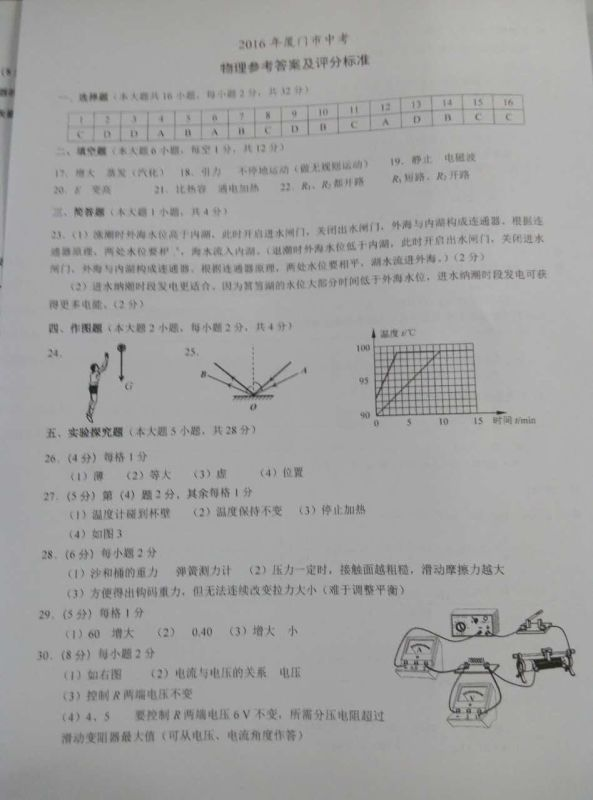 2016 年厦门市中考
物理参考答案及评分标准
一、选择题（本大题共 16 小题，每小题 2 分，共 32 分）
1 2 3 4 5 6 7 8 9 10 11 12 13 14 15 16
C D D A B A B C D B C A D B C C
二、填空题（本大题 6 小题，每空 1 分，共 12 分）
17．增大 蒸发（汽化） 18．引力 不停地运动（做无规则运动） 19．静止 电磁波
20．E 变高 21．比热容 通电加热 22．R₁、R₂都开路 R₁短路、R₂开路
三、简答题（本大题 1 小题，共 4 分）
23．（1）涨潮时外海水位高于内湖，此时开启进水闸门，关闭出水闸门，外海与内湖构成连通器，根据连
通器原理，两处水位要相，海水流入内湖。（退潮时外海水位低于内湖，此时开启出水闸门，关闭进水
闸门，外海与内湖构成连通器，根据连通器原理，两处水位要相平，湖水流进外海。）（2 分）
（2）进水纳潮时段发电更适合。因为筼筜湖的水位大部分时间低于外海水位，进水纳潮时段发电可获
得更多电能。（2 分）
四、作图题（本大题 2 小题，每小题 2 分，共 4 分）
24．
G
25．
B
A
O
温度 t/℃
100
95
90
0 5 10 15 时间 t/min
五、实验探究题（本大题 5 小题，共 28 分）
26．（4 分）每格 1 分
（1）薄 （2）等大 （3）虚 （4）位置
27．（5 分）第（4）题 2 分，其余每格 1 分
（1）温度计碰到杯壁 （2）温度保持不变 （3）停止加热
（4）如图 3
28．（6 分）每小题 2 分
（1）沙和桶的重力 弹簧测力计 （2）压力一定时，接触面越粗糙，滑动摩擦力越大
（3）方便得出钩码重力，但无法连续改变拉力大小（难于调整平衡）
29．（5 分）每格 1 分
（1）60 增大 （2） 0.40 （3）增大 小
30．（8 分）每小题 2 分
（1）如右图 （2）电流与电压的关系 电压
（3）控制 R 两端电压不变
（4）4、5 要控制 R 两端电压 6 V 不变，所需分压电阻超过
滑动变阻器最大值（可从电压、电流角度作答）